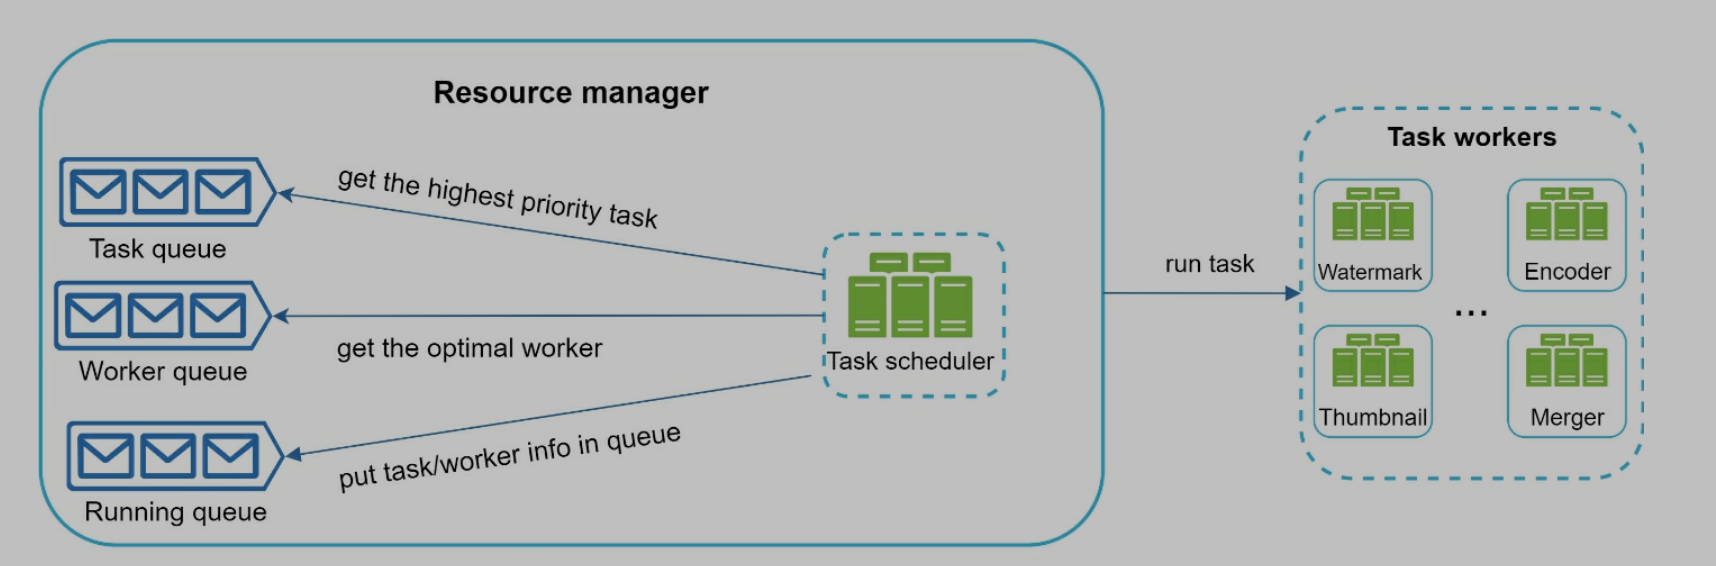 Resource manager
get the highest priority task
Task queue
get the optimal worker
Worker queue
put task/worker info in queue
Running queue
Task scheduler
run task
Task workers
Watermark
Encoder
...
Thumbnail
Merger